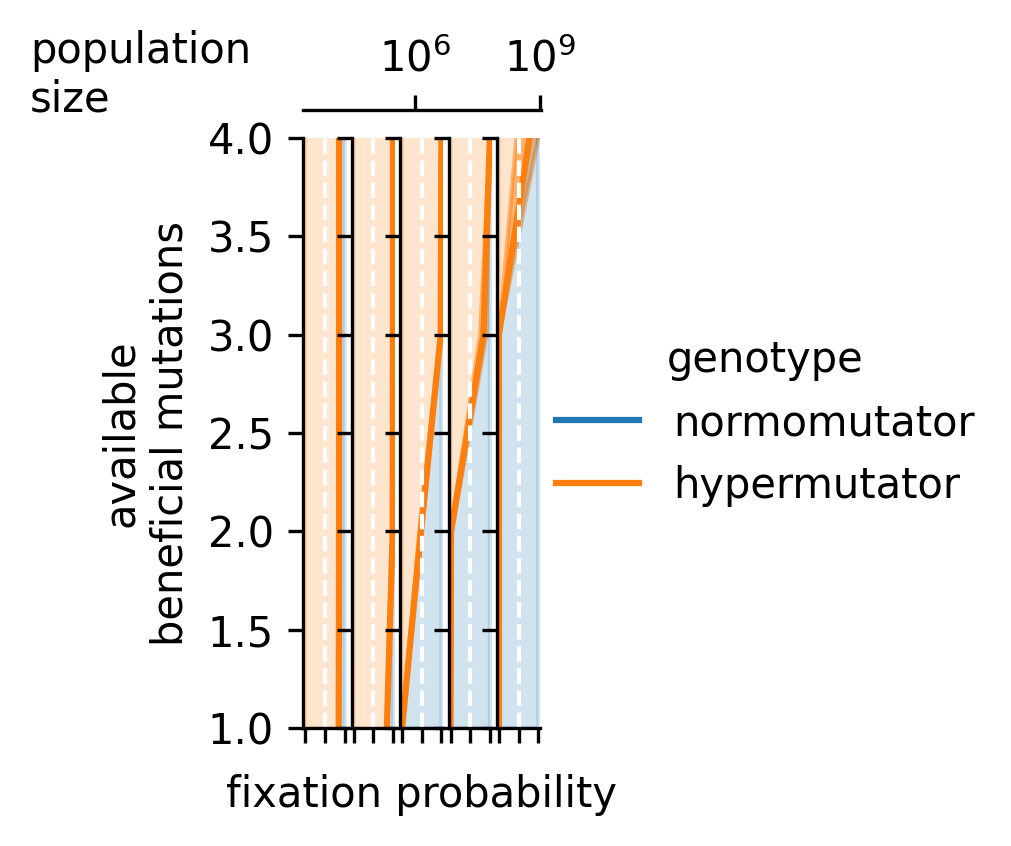 population
size
10⁶ 10⁹
4.0
3.5
3.0
2.5
2.0
1.5
1.0
available
beneficial mutations
fixation probability
genotype
normomutator
hypermutator